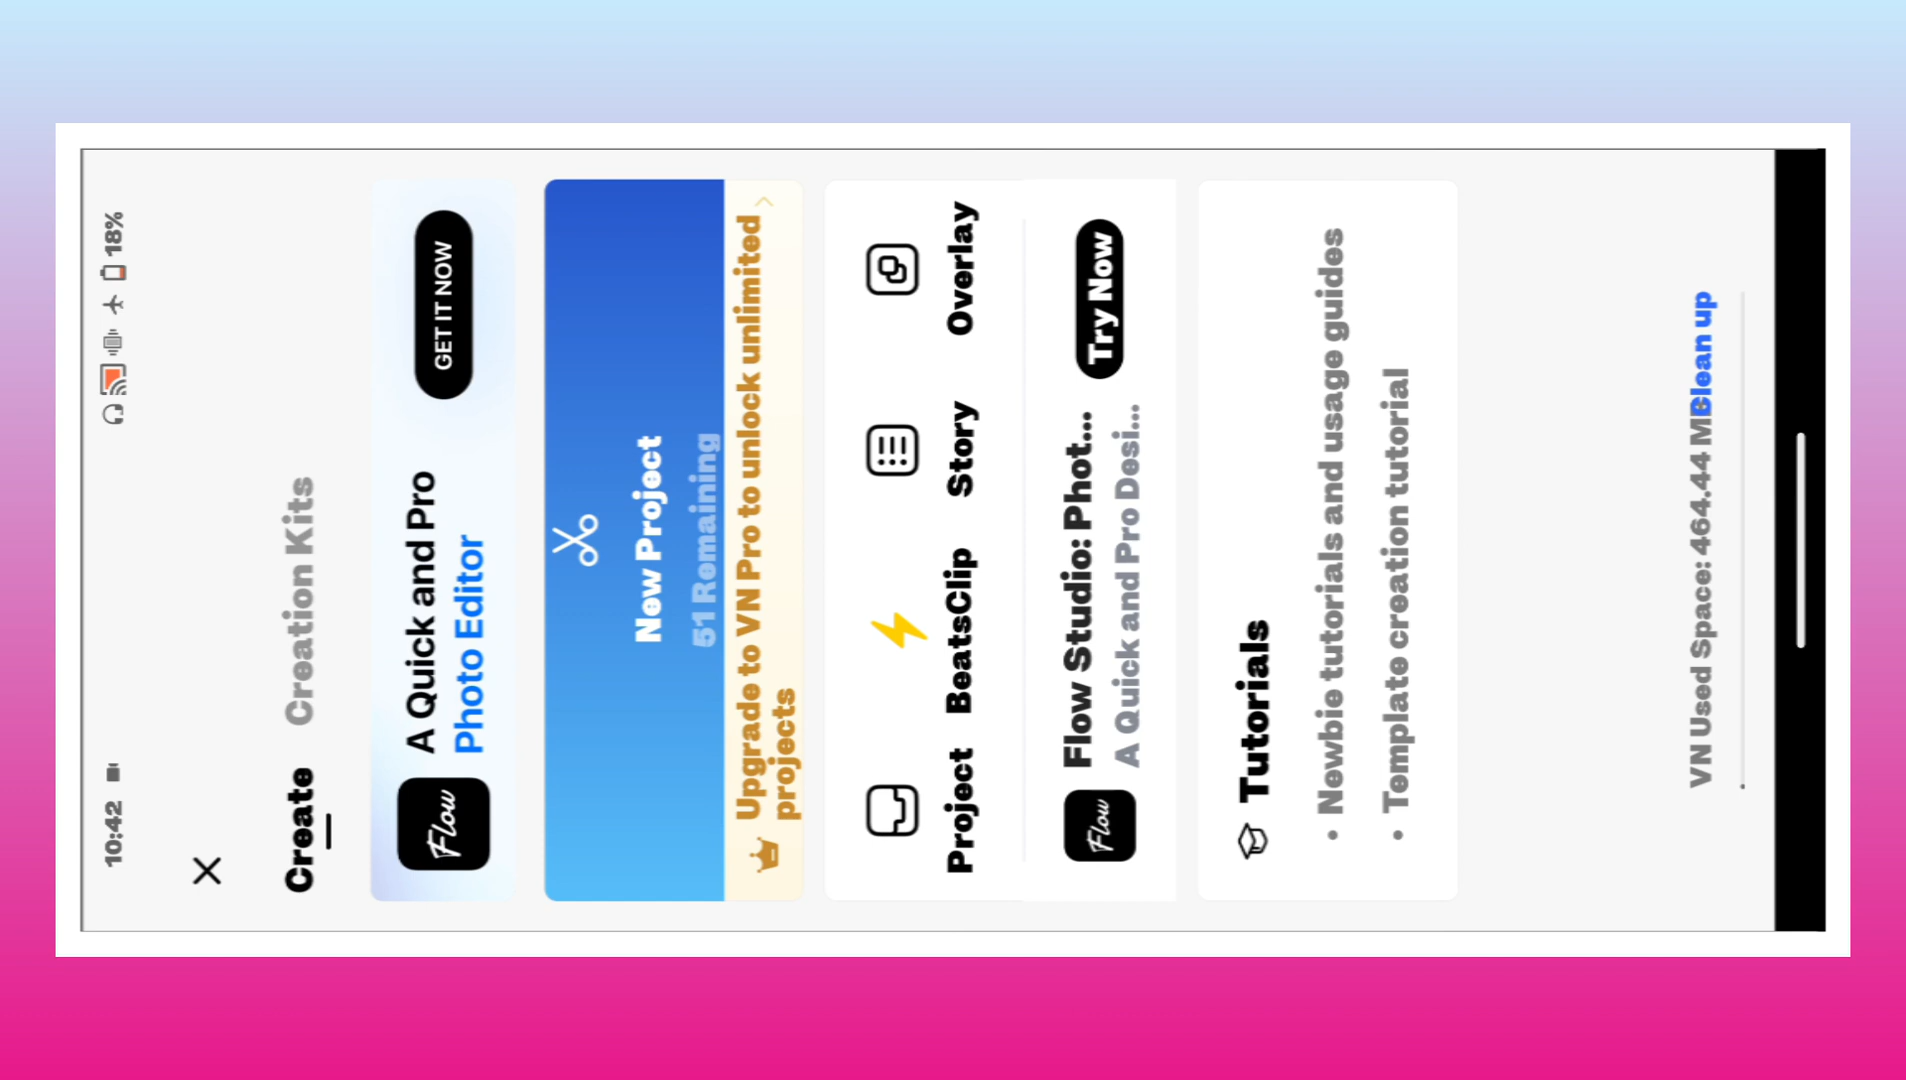 10:42
18%
Create
Creation Kits
Flow
A Quick and Pro
Photo Editor
GET IT NOW
New Project
51 Remaining
Upgrade to VN Pro to unlock unlimited
projects
Project
BeatsClip
Story
Overlay
Flow
Flow Studio: Phot...
A Quick and Pro Desi...
Try Now
Tutorials
• Newbie tutorials and usage guides
• Template creation tutorial
VN Used Space: 464.44 MB
Clean up